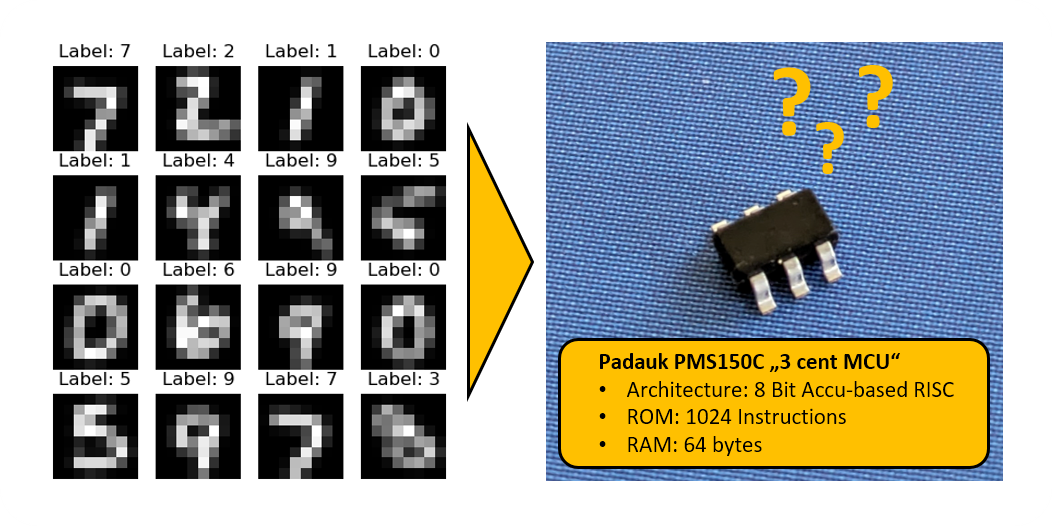 Label: 7 Label: 2 Label: 1 Label: 0
Label: 1 Label: 4 Label: 9 Label: 5
Label: 0 Label: 6 Label: 9 Label: 0
Label: 5 Label: 9 Label: 7 Label: 3
? ? ?
Padauk PMS150C „3 cent MCU“
• Architecture: 8 Bit Accu-based RISC
• ROM: 1024 Instructions
• RAM: 64 bytes